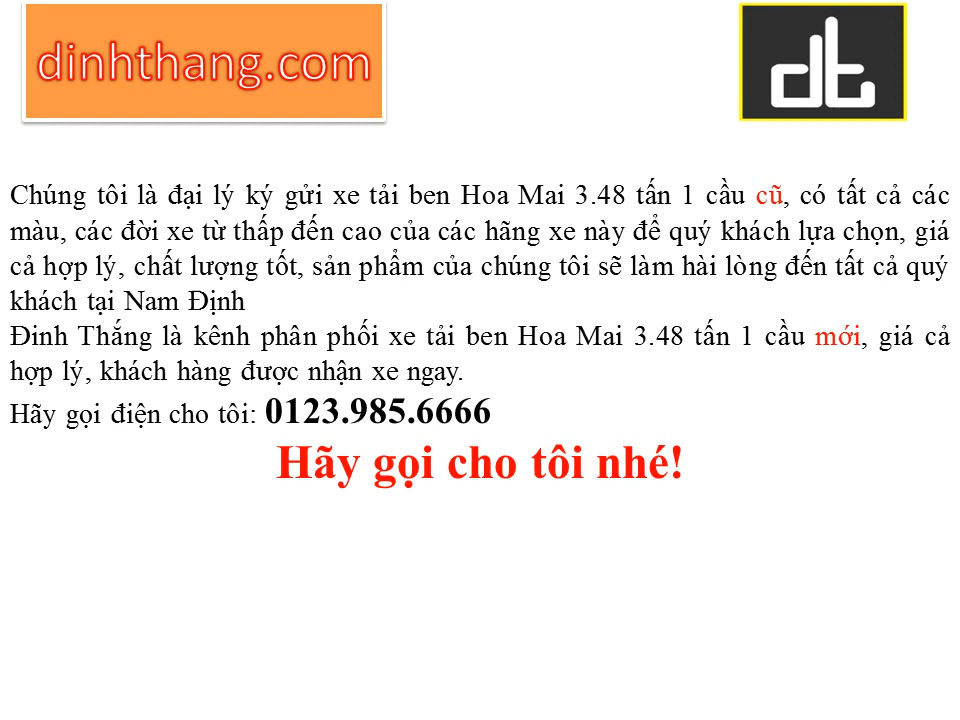 dinhthang.com
dt
Chúng tôi là đại lý ký gửi xe tải ben Hoa Mai 3.48 tấn 1 cầu cũ, có tất cả các
màu, các đời xe từ thấp đến cao của các hãng xe này để quý khách lựa chọn, giá
cả hợp lý, chất lượng tốt, sản phẩm của chúng tôi sẽ làm hài lòng đến tất cả quý
khách tại Nam Định
Đinh Thắng là kênh phân phối xe tải ben Hoa Mai 3.48 tấn 1 cầu mới, giá cả
hợp lý, khách hàng được nhận xe ngay.
Hãy gọi điện cho tôi: 0123.985.6666
Hãy gọi cho tôi nhé!